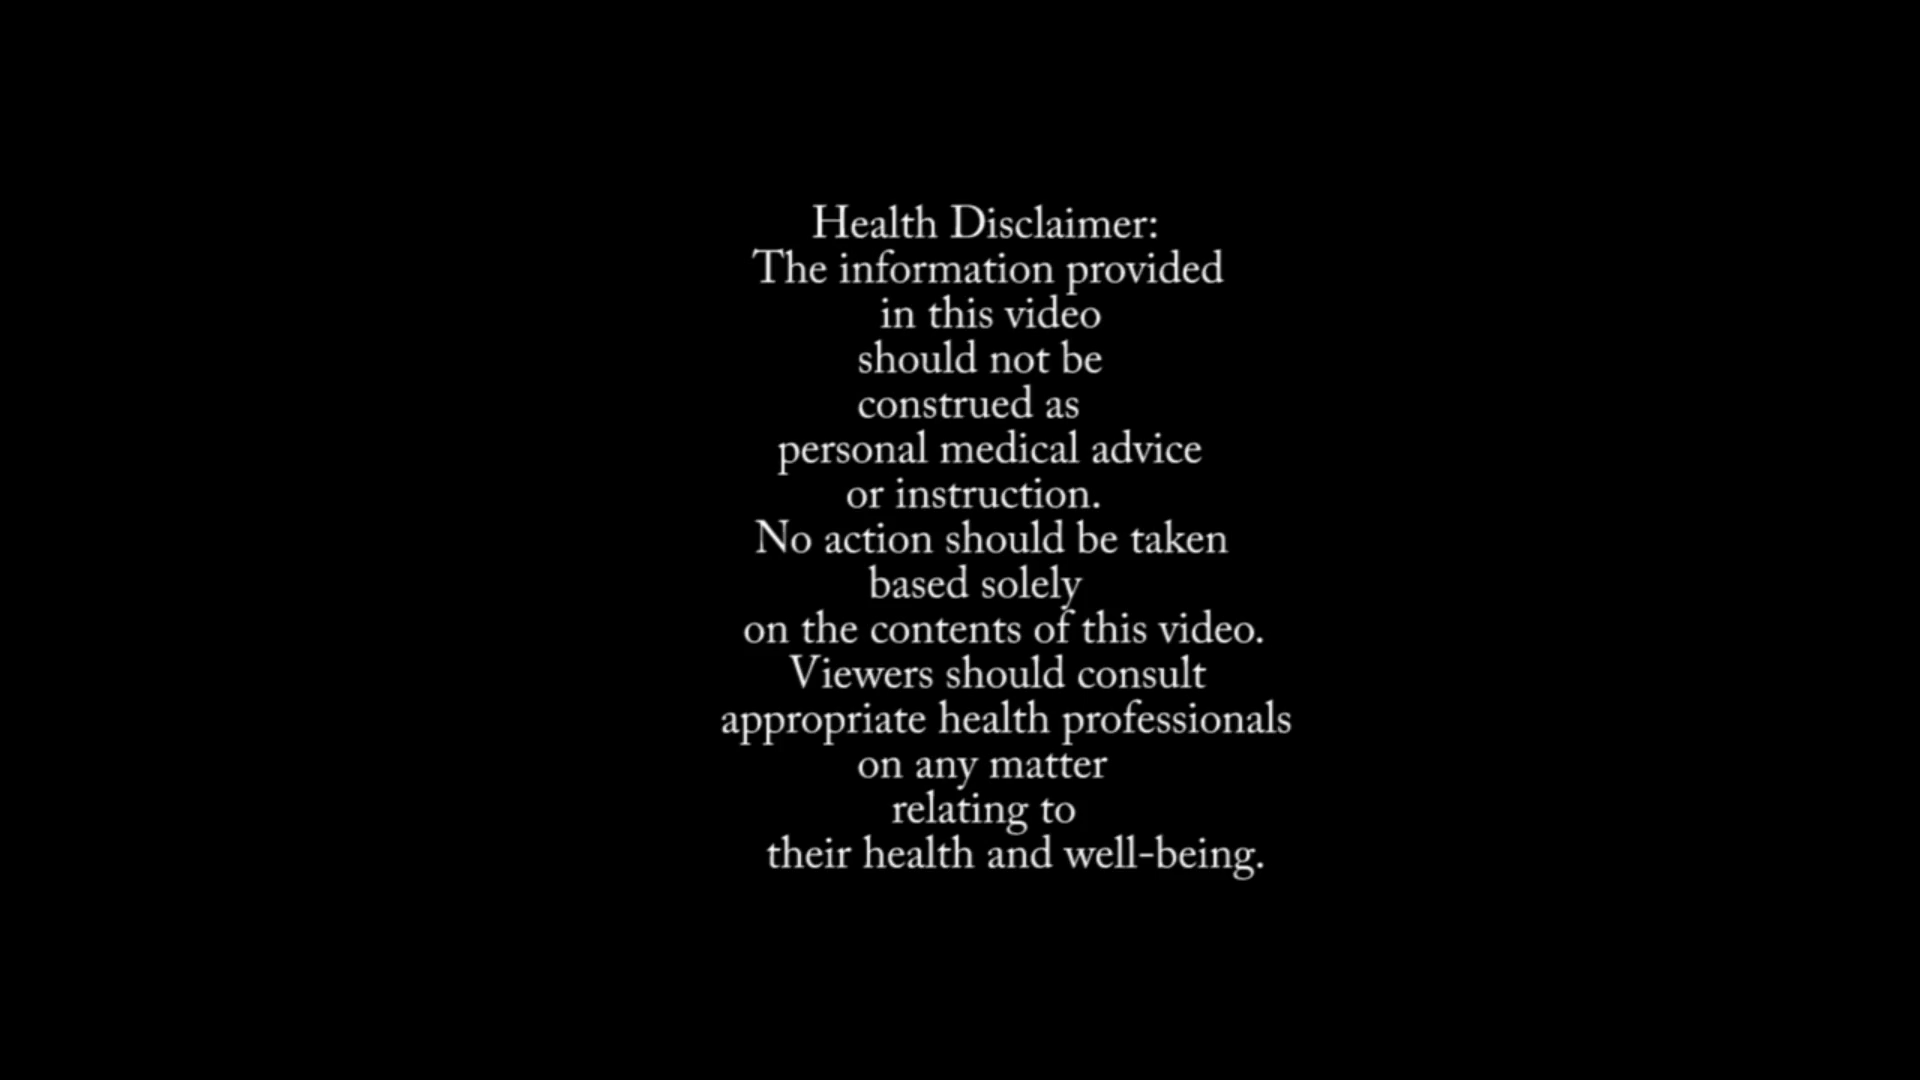 Health Disclaimer:
The information provided
in this video
should not be
construed as
personal medical advice
or instruction.
No action should be taken
based solely
on the contents of this video.
Viewers should consult
appropriate health professionals
on any matter
relating to
their health and well-being.